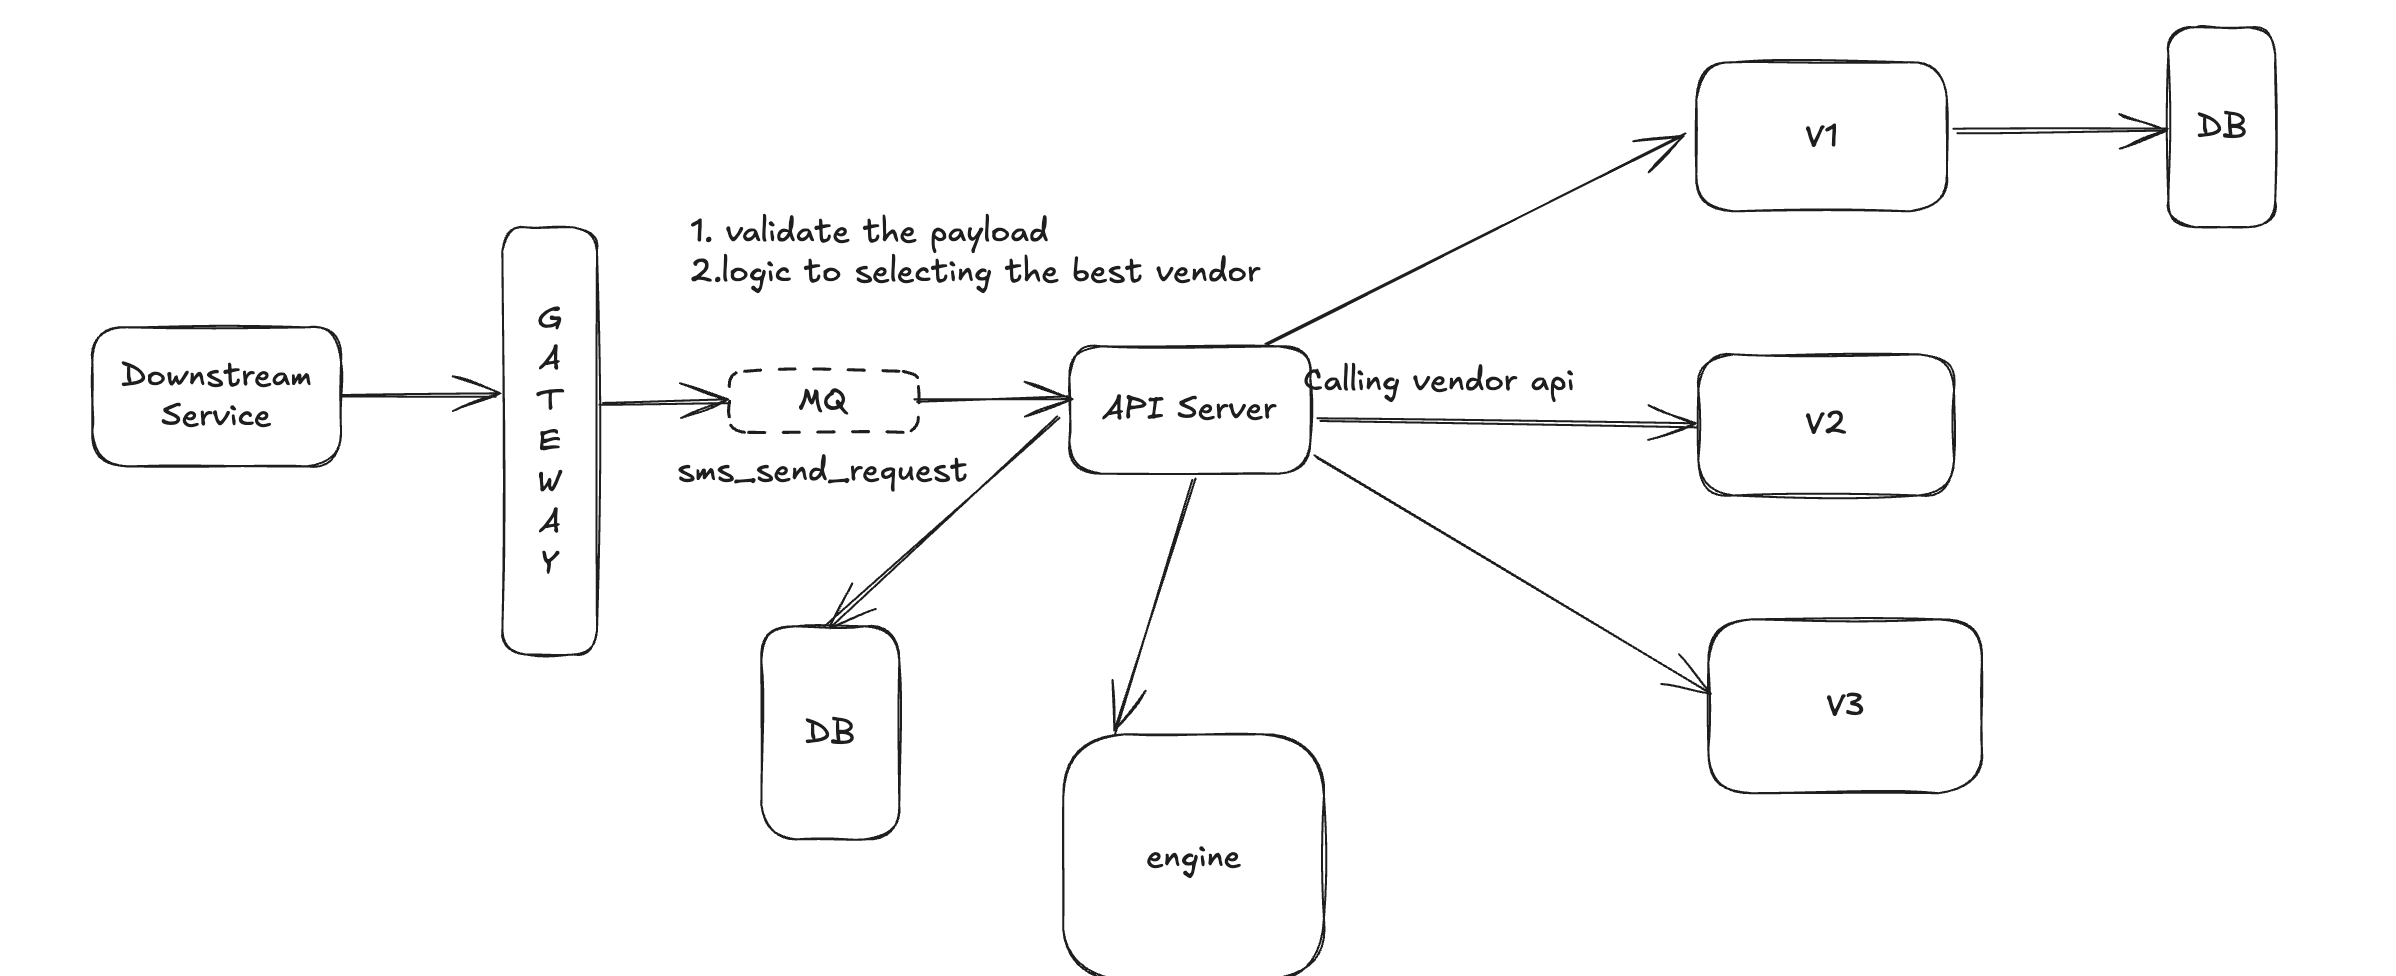 DB
V1
1. validate the payload
2.logic to selecting the best vendor
G
A
T
E
W
A
Y
Downstream
Service
MQ
API Server
Calling vendor api
V2
sms_send_request
DB
V3
engine